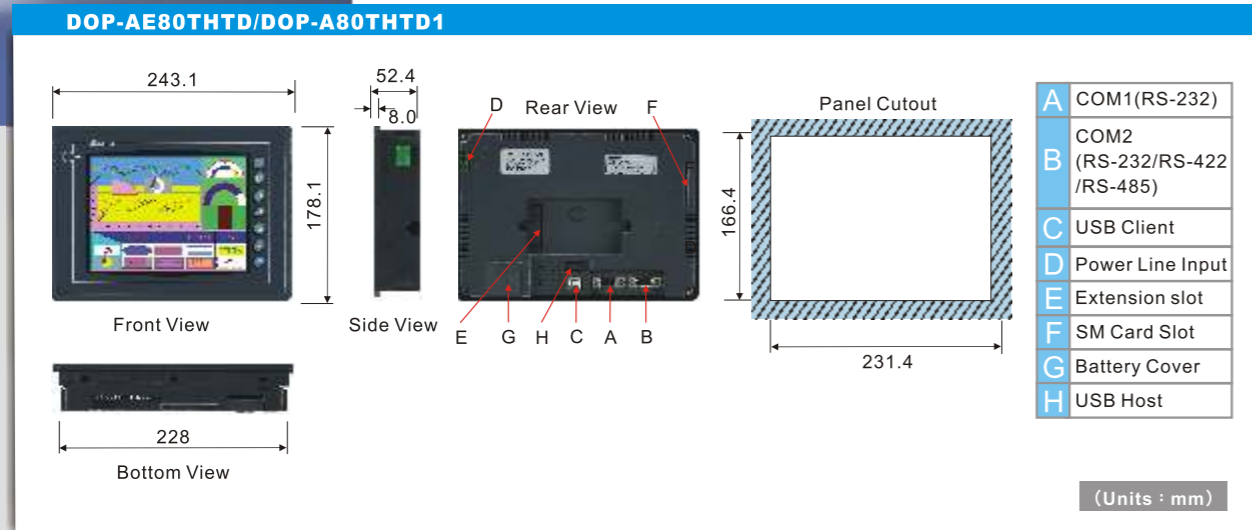 DOP-AE80THTD/DOP-A80THTD1
243.1
178.1
Front View
52.4
8.0
Side View
D
Rear View
F
E
G
H
C
A
B
Panel Cutout
166.4
231.4
228
Bottom View
A COM1(RS-232)
B COM2
(RS-232/RS-422
/RS-485)
C USB Client
D Power Line Input
E Extension slot
F SM Card Slot
G Battery Cover
H USB Host
(Units:mm)